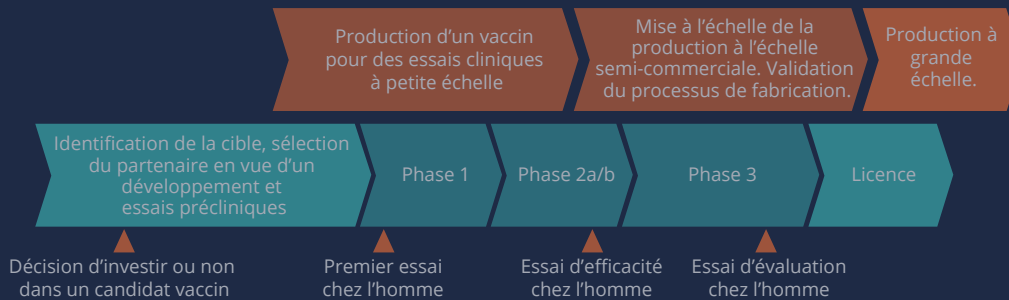 Production d'un vaccin
pour des essais cliniques
à petite échelle
Mise à l'échelle de la
production à l'échelle
semi-commerciale. Validation
du processus de fabrication.
Production à
grande
échelle.
Identification de la cible, sélection
du partenaire en vue d'un
développement et
essais précliniques
Phase 1
Phase 2a/b
Phase 3
Licence
Décision d'investir ou non
dans un candidat vaccin
Premier essai
chez l'homme
Essai d'efficacité
chez l'homme
Essai d'évaluation
chez l'homme